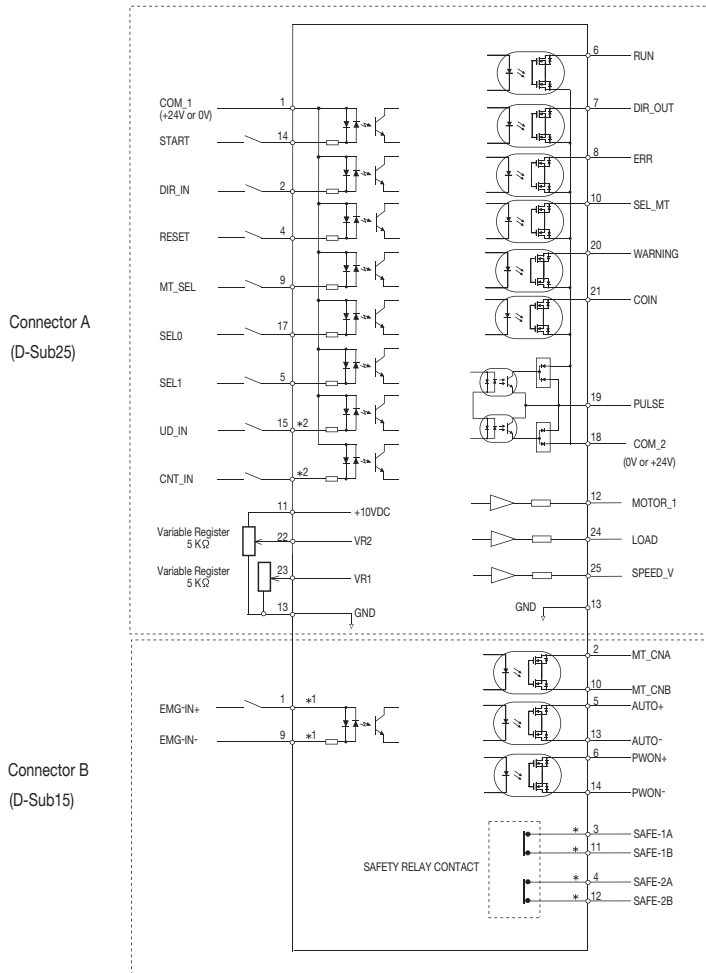 Connector A
(D-Sub25)
COM_1
(+24V or 0V)
1
START
14
DIR_IN
2
RESET
4
MT_SEL
9
SEL0
17
SEL1
5
UD_IN
15 *2
CNT_IN
*2
11
+10VDC
Variable Register
5 KΩ
22
VR2
Variable Register
5 KΩ
23
VR1
13
GND
6
RUN
7
DIR_OUT
8
ERR
10
SEL_MT
20
WARNING
21
COIN
19
PULSE
18
COM_2
(0V or +24V)
12
MOTOR_1
24
LOAD
25
SPEED_V
GND
13
Connector B
(D-Sub15)
EMG-IN+
1 *1
EMG-IN-
9 *1
2
MT_CNA
10
MT_CNB
5
AUTO+
13
AUTO-
6
PWON+
14
PWON-
SAFETY RELAY CONTACT
* 3
SAFE-1A
* 11
SAFE-1B
* 4
SAFE-2A
* 12
SAFE-2B